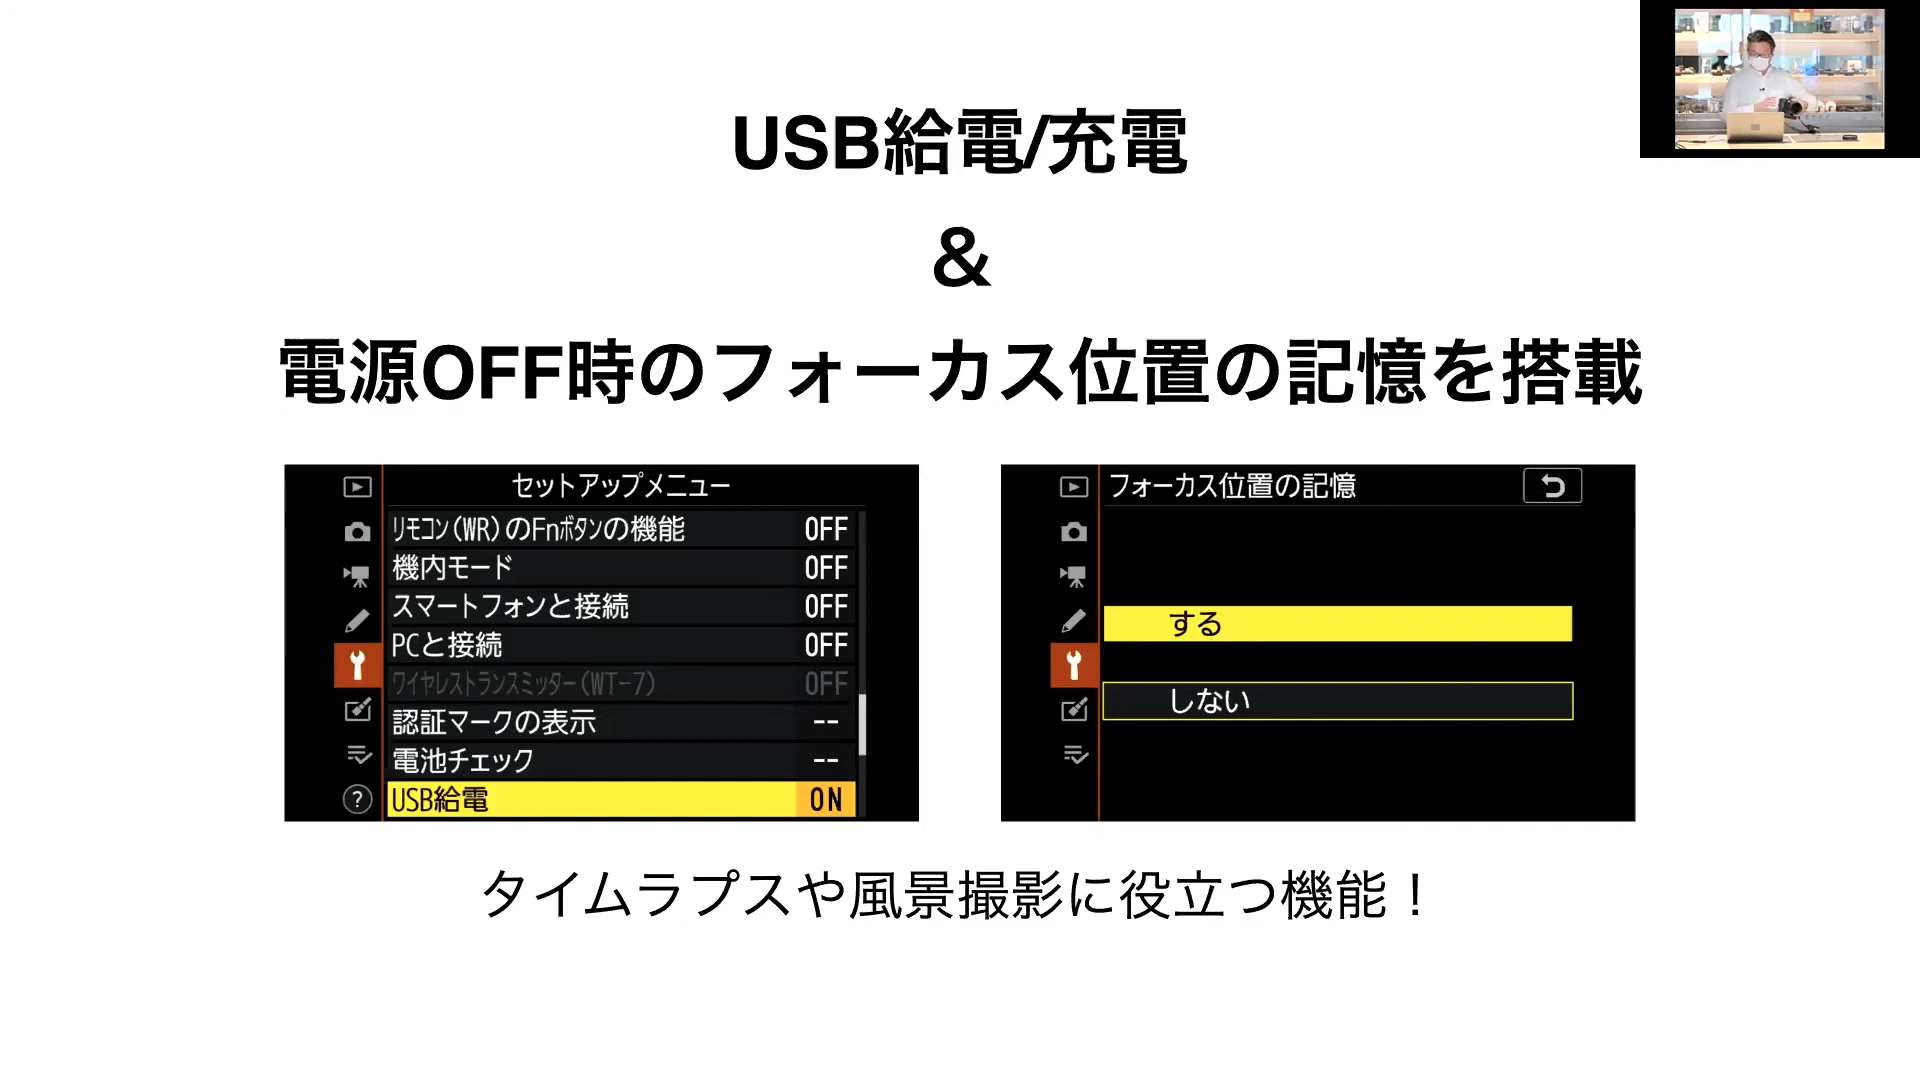 USB給電/充電
&
電源OFF時のフォーカス位置の記憶を搭載
セットアップメニュー
リモコン(WR)のFnボタンの機能 OFF
機内モード OFF
スマートフォンと接続 OFF
PCと接続 OFF
ワイヤレストランスミッター(WT-7) OFF
認証マークの表示 --
電池チェック --
? USB給電 ON
フォーカス位置の記憶
する
しない
タイムラプスや風景撮影に役立つ機能！